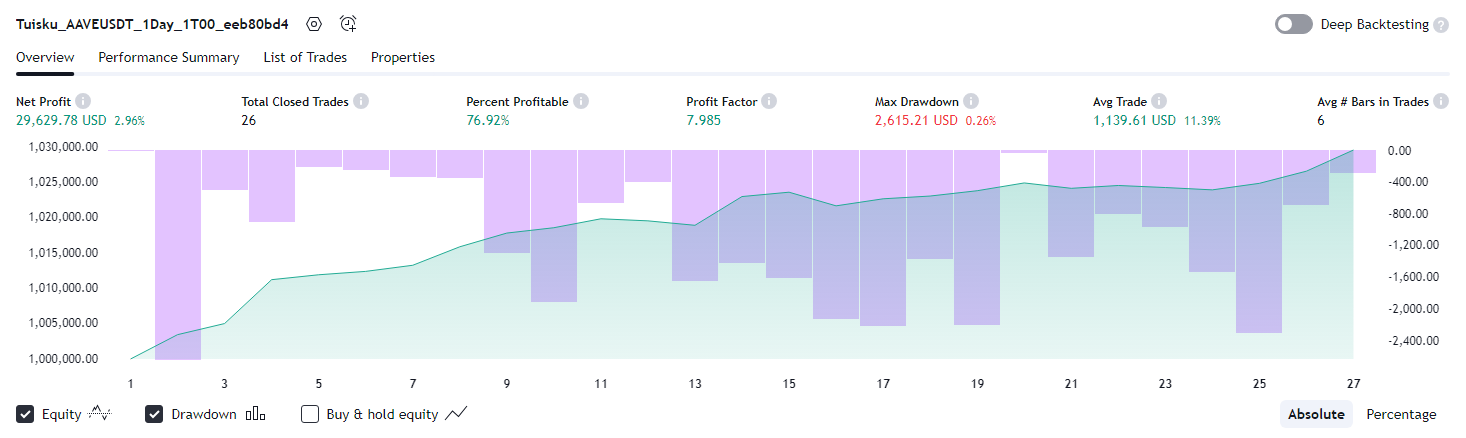 Tuisku_AAVEUSDT_1Day_1T00_eeb80bd4 Deep Backtesting ?
Overview Performance Summary List of Trades Properties
Net Profit Total Closed Trades Percent Profitable Profit Factor Max Drawdown Avg Trade Avg # Bars in Trades
29,629.78 USD 2.96% 26 76.92% 7.985 2,615.21 USD 0.26% 1,139.61 USD 11.39% 6
1,030,000.00 0.00
1,025,000.00 -400.00
1,020,000.00 -800.00
1,015,000.00 -1,200.00
1,010,000.00 -1,600.00
1,005,000.00 -2,000.00
1,000,000.00 -2,400.00
1 3 5 7 9 11 13 15 17 19 21 23 25 27
Equity Drawdown Buy & hold equity Absolute Percentage